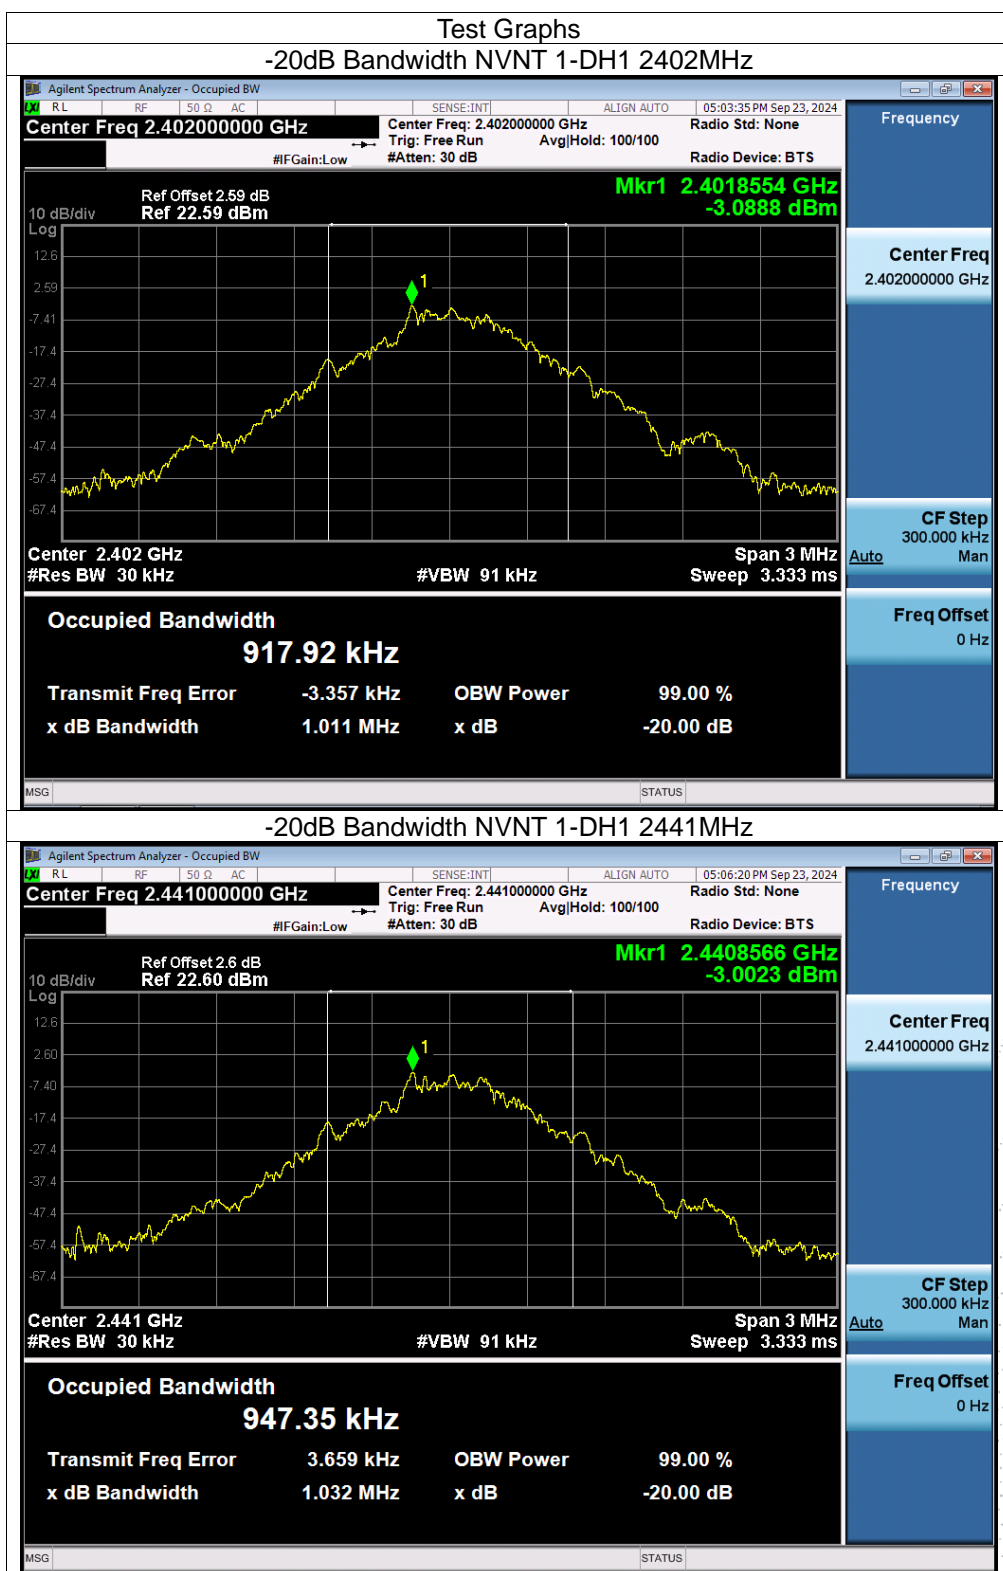 Test Graphs
-20dB Bandwidth NVNT 1-DH1 2402MHz
Agilent Spectrum Analyzer - Occupied BW
LXI RL RF 50 Ω AC SENSE:INT ALIGN AUTO 05:03:35 PM Sep 23, 2024
Center Freq 2.402000000 GHz Center Freq: 2.402000000 GHz Radio Std: None Frequency
Trig: Free Run Avg|Hold: 100/100
#IFGain:Low #Atten: 30 dB Radio Device: BTS
Mkr1 2.4018554 GHz
-3.0888 dBm
Ref Offset 2.59 dB
10 dB/div Ref 22.59 dBm
Log
12.6
2.59
-7.41
-17.4
-27.4
-37.4
-47.4
-57.4
-67.4
1
Center Freq
2.402000000 GHz
CF Step
300.000 kHz
Auto Man
Center 2.402 GHz Span 3 MHz
#Res BW 30 kHz #VBW 91 kHz Sweep 3.333 ms
Freq Offset
0 Hz
Occupied Bandwidth
917.92 kHz
Transmit Freq Error -3.357 kHz OBW Power 99.00 %
x dB Bandwidth 1.011 MHz x dB -20.00 dB
MSG STATUS
-20dB Bandwidth NVNT 1-DH1 2441MHz
Agilent Spectrum Analyzer - Occupied BW
LXI RL RF 50 Ω AC SENSE:INT ALIGN AUTO 05:06:20 PM Sep 23, 2024
Center Freq 2.441000000 GHz Center Freq: 2.441000000 GHz Radio Std: None Frequency
Trig: Free Run Avg|Hold: 100/100
#IFGain:Low #Atten: 30 dB Radio Device: BTS
Mkr1 2.4408566 GHz
-3.0023 dBm
Ref Offset 2.6 dB
10 dB/div Ref 22.60 dBm
Log
12.6
2.60
-7.40
-17.4
-27.4
-37.4
-47.4
-57.4
-67.4
1
Center Freq
2.441000000 GHz
CF Step
300.000 kHz
Auto Man
Center 2.441 GHz Span 3 MHz
#Res BW 30 kHz #VBW 91 kHz Sweep 3.333 ms
Freq Offset
0 Hz
Occupied Bandwidth
947.35 kHz
Transmit Freq Error 3.659 kHz OBW Power 99.00 %
x dB Bandwidth 1.032 MHz x dB -20.00 dB
MSG STATUS